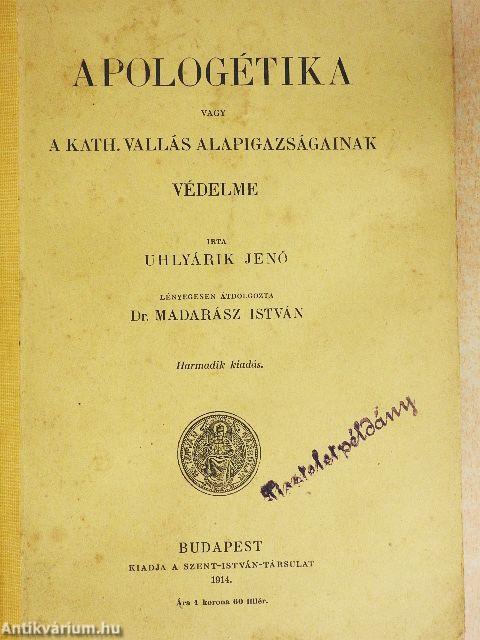 APOLOGÉTIKA
VAGY
A KATH. VALLÁS ALAPIGAZSÁGAINAK
VÉDELME
IRTA
UHLYÁRIK JENŐ
LÉNYEGESEN ÁTDOLGOZTA
Dr. MADARÁSZ ISTVÁN
Harmadik kiadás.
Tiszteletpéldány
BUDAPEST
KIADJA A SZENT-ISTVÁN-TÁRSULAT
1914.
Ára 1 korona 60 fillér.
Antikvárium.hu